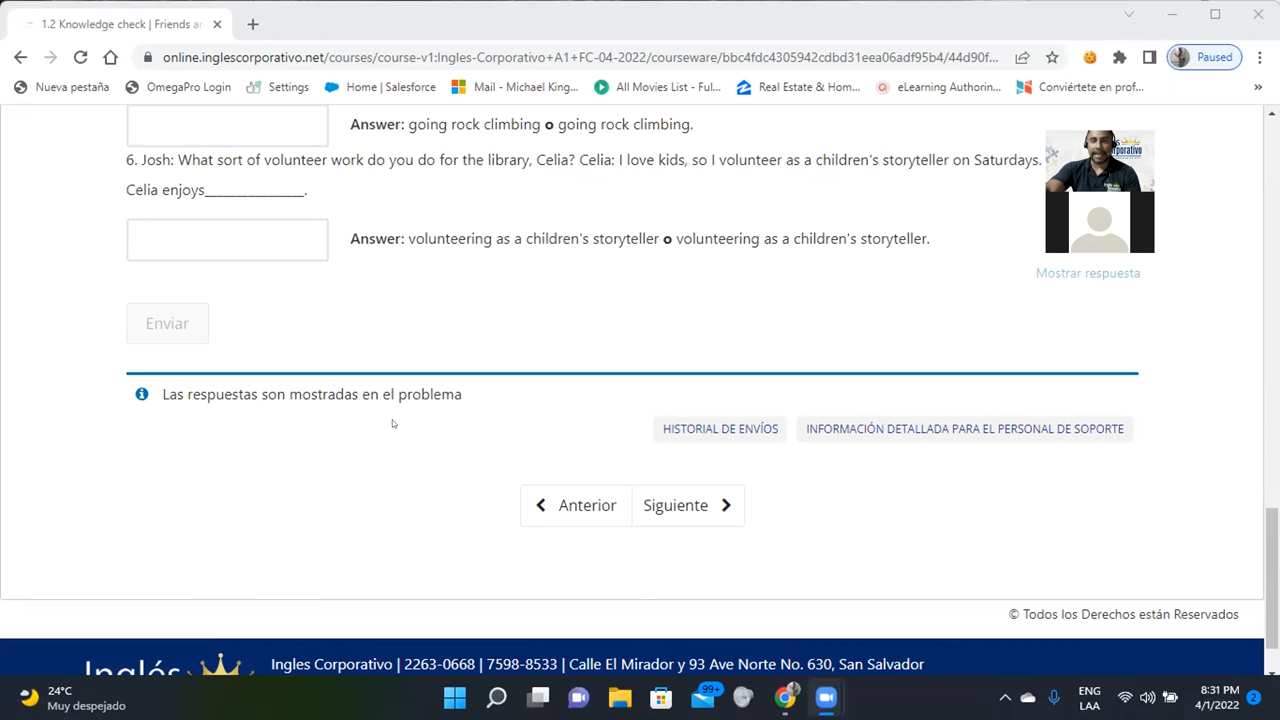 1.2 Knowledge check | Friends a
online.inglescorporativo.net/courses/course-v1:Ingles-Corporativo+A1+FC-04-2022/courseware/bbc4fdc4305942cdbd31eea06adf95b4/44d90f...
Paused
Nueva pestaña
OmegaPro Login
Settings
Home | Salesforce
Mail - Michael King...
All Movies List - Ful...
Real Estate & Hom...
eLearning Authorin...
Conviértete en prof...
»
Answer: going rock climbing o going rock climbing.
6. Josh: What sort of volunteer work do you do for the library, Celia? Celia: I love kids, so I volunteer as a children's storyteller on Saturdays.
Celia enjoys________________.
Answer: volunteering as a children's storyteller o volunteering as a children's storyteller.
Mostrar respuesta
Enviar
Las respuestas son mostradas en el problema
HISTORIAL DE ENVÍOS
INFORMACIÓN DETALLADA PARA EL PERSONAL DE SOPORTE
Anterior
Siguiente
© Todos los Derechos están Reservados
Inglés
Ingles Corporativo | 2263-0668 | 7598-8533 | Calle El Mirador y 93 Ave Norte No. 630, San Salvador
24°C
Muy despejado
99+
ENG
LAA
8:31 PM
4/1/2022
2